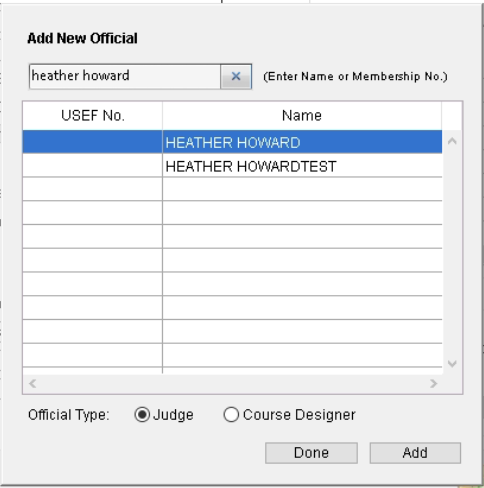 Add New Official
heather howard × (Enter Name or Membership No.)
USEF No. Name
HEATHER HOWARD
HEATHER HOWARDTEST
Official Type: Judge Course Designer
Done Add